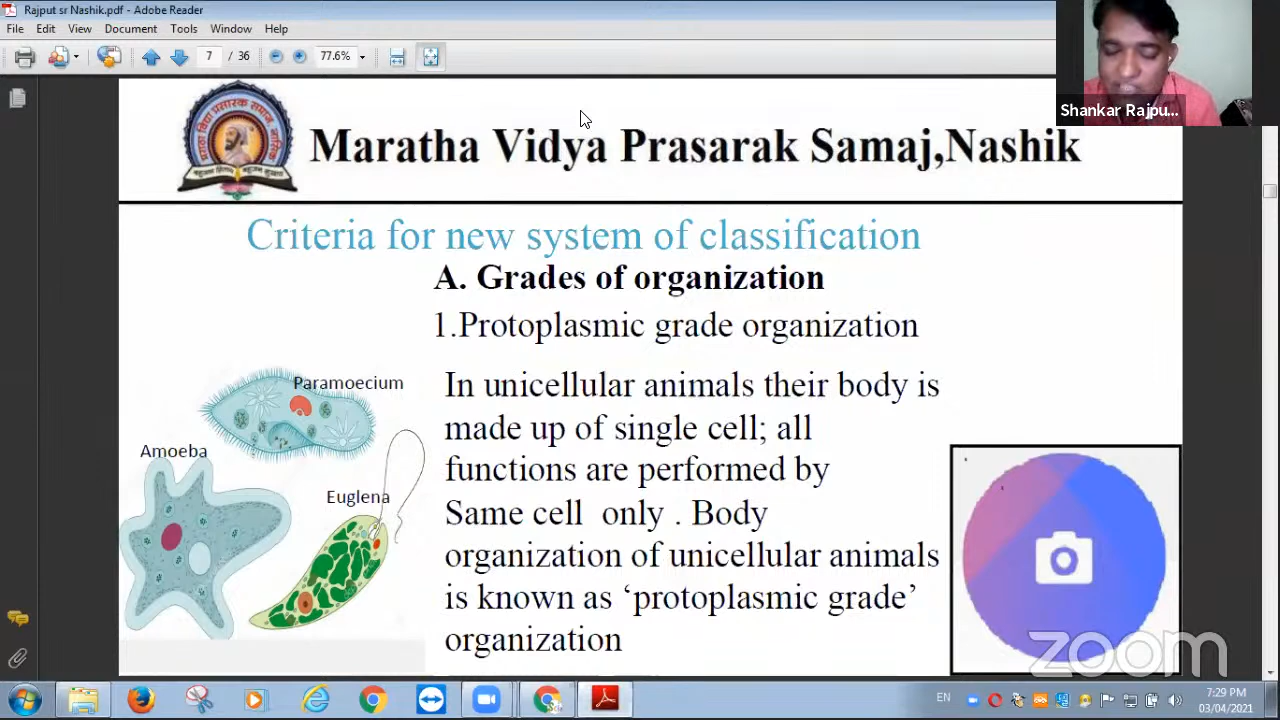 Rajput sr Nashik.pdf - Adobe Reader
File Edit View Document Tools Window Help
7 / 36 77.6%
Shankar Rajpu...
Maratha Vidya Prasarak Samaj,Nashik
Criteria for new system of classification
A. Grades of organization
1.Protoplasmic grade organization
Paramoecium
Amoeba
Euglena
In unicellular animals their body is
made up of single cell; all
functions are performed by
Same cell only . Body
organization of unicellular animals
is known as ‘protoplasmic grade’
organization
zoom
EN
7:29 PM
03/04/2021